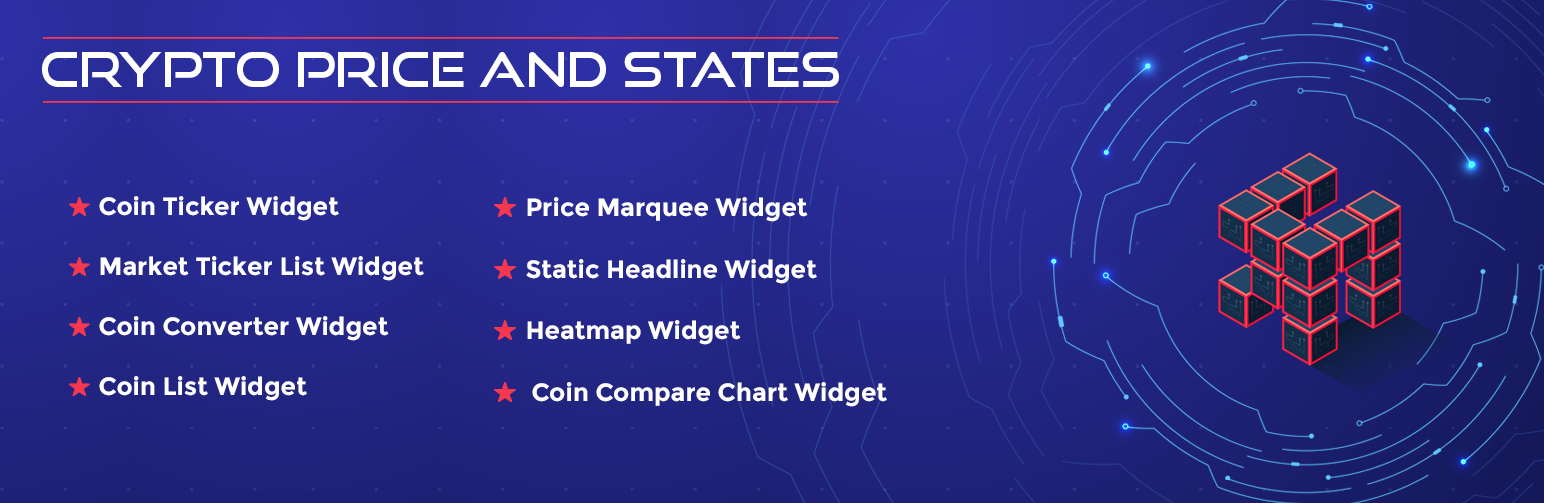 CRYPTO PRICE AND STATES
Coin Ticker Widget
Market Ticker List Widget
Coin Converter Widget
Coin List Widget
Price Marquee Widget
Static Headline Widget
Heatmap Widget
Coin Compare Chart Widget